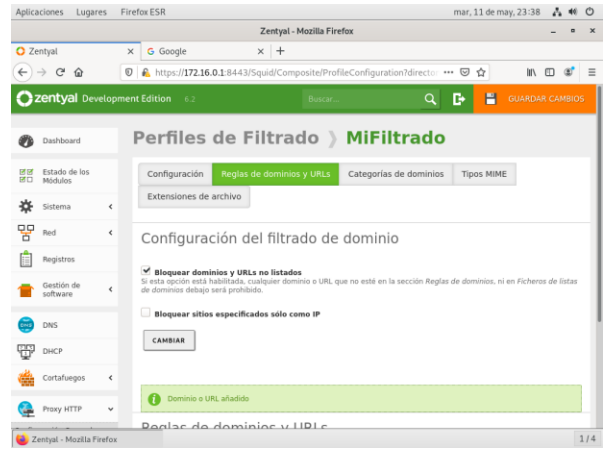 Aplicaciones Lugares Firefox ESR mar, 11 de may, 23:38
Zentyal - Mozilla Firefox
Zentyal × G Google × +
https://172.16.0.1:8443/Squid/Composite/ProfileConfiguration?director
zentyal Development Edition 6.2 Buscar... GUARDAR CAMBIOS
Dashboard
Estado de los
Módulos
Sistema
Red
Registros
Gestión de
software
DNS
DHCP
Cortafuegos
Proxy HTTP
Perfiles de Filtrado ⟩ MiFiltrado
Configuración Reglas de dominios y URLs Categorías de dominios Tipos MIME
Extensiones de archivo
Configuración del filtrado de dominio
Bloquear dominios y URLs no listados
Si esta opción está habilitada, cualquier dominio o URL que no esté en la sección Reglas de dominios, ni en Ficheros de listas
de dominios debajo será prohibido.
Bloquear sitios especificados sólo como IP
CAMBIAR
Dominio o URL añadido
Reglas de dominios y URLs
Zentyal - Mozilla Firefox 1/4